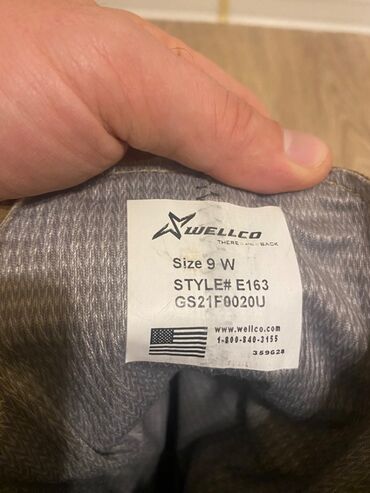 WELLCO
THERE AND BACK
Size 9 W
STYLE# E163
GS21F0020U
www.wellco.com
1-800-840-3155
359628